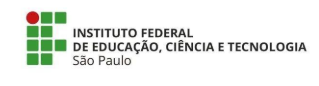 INSTITUTO FEDERAL
DE EDUCAÇÃO, CIÊNCIA E TECNOLOGIA
São Paulo